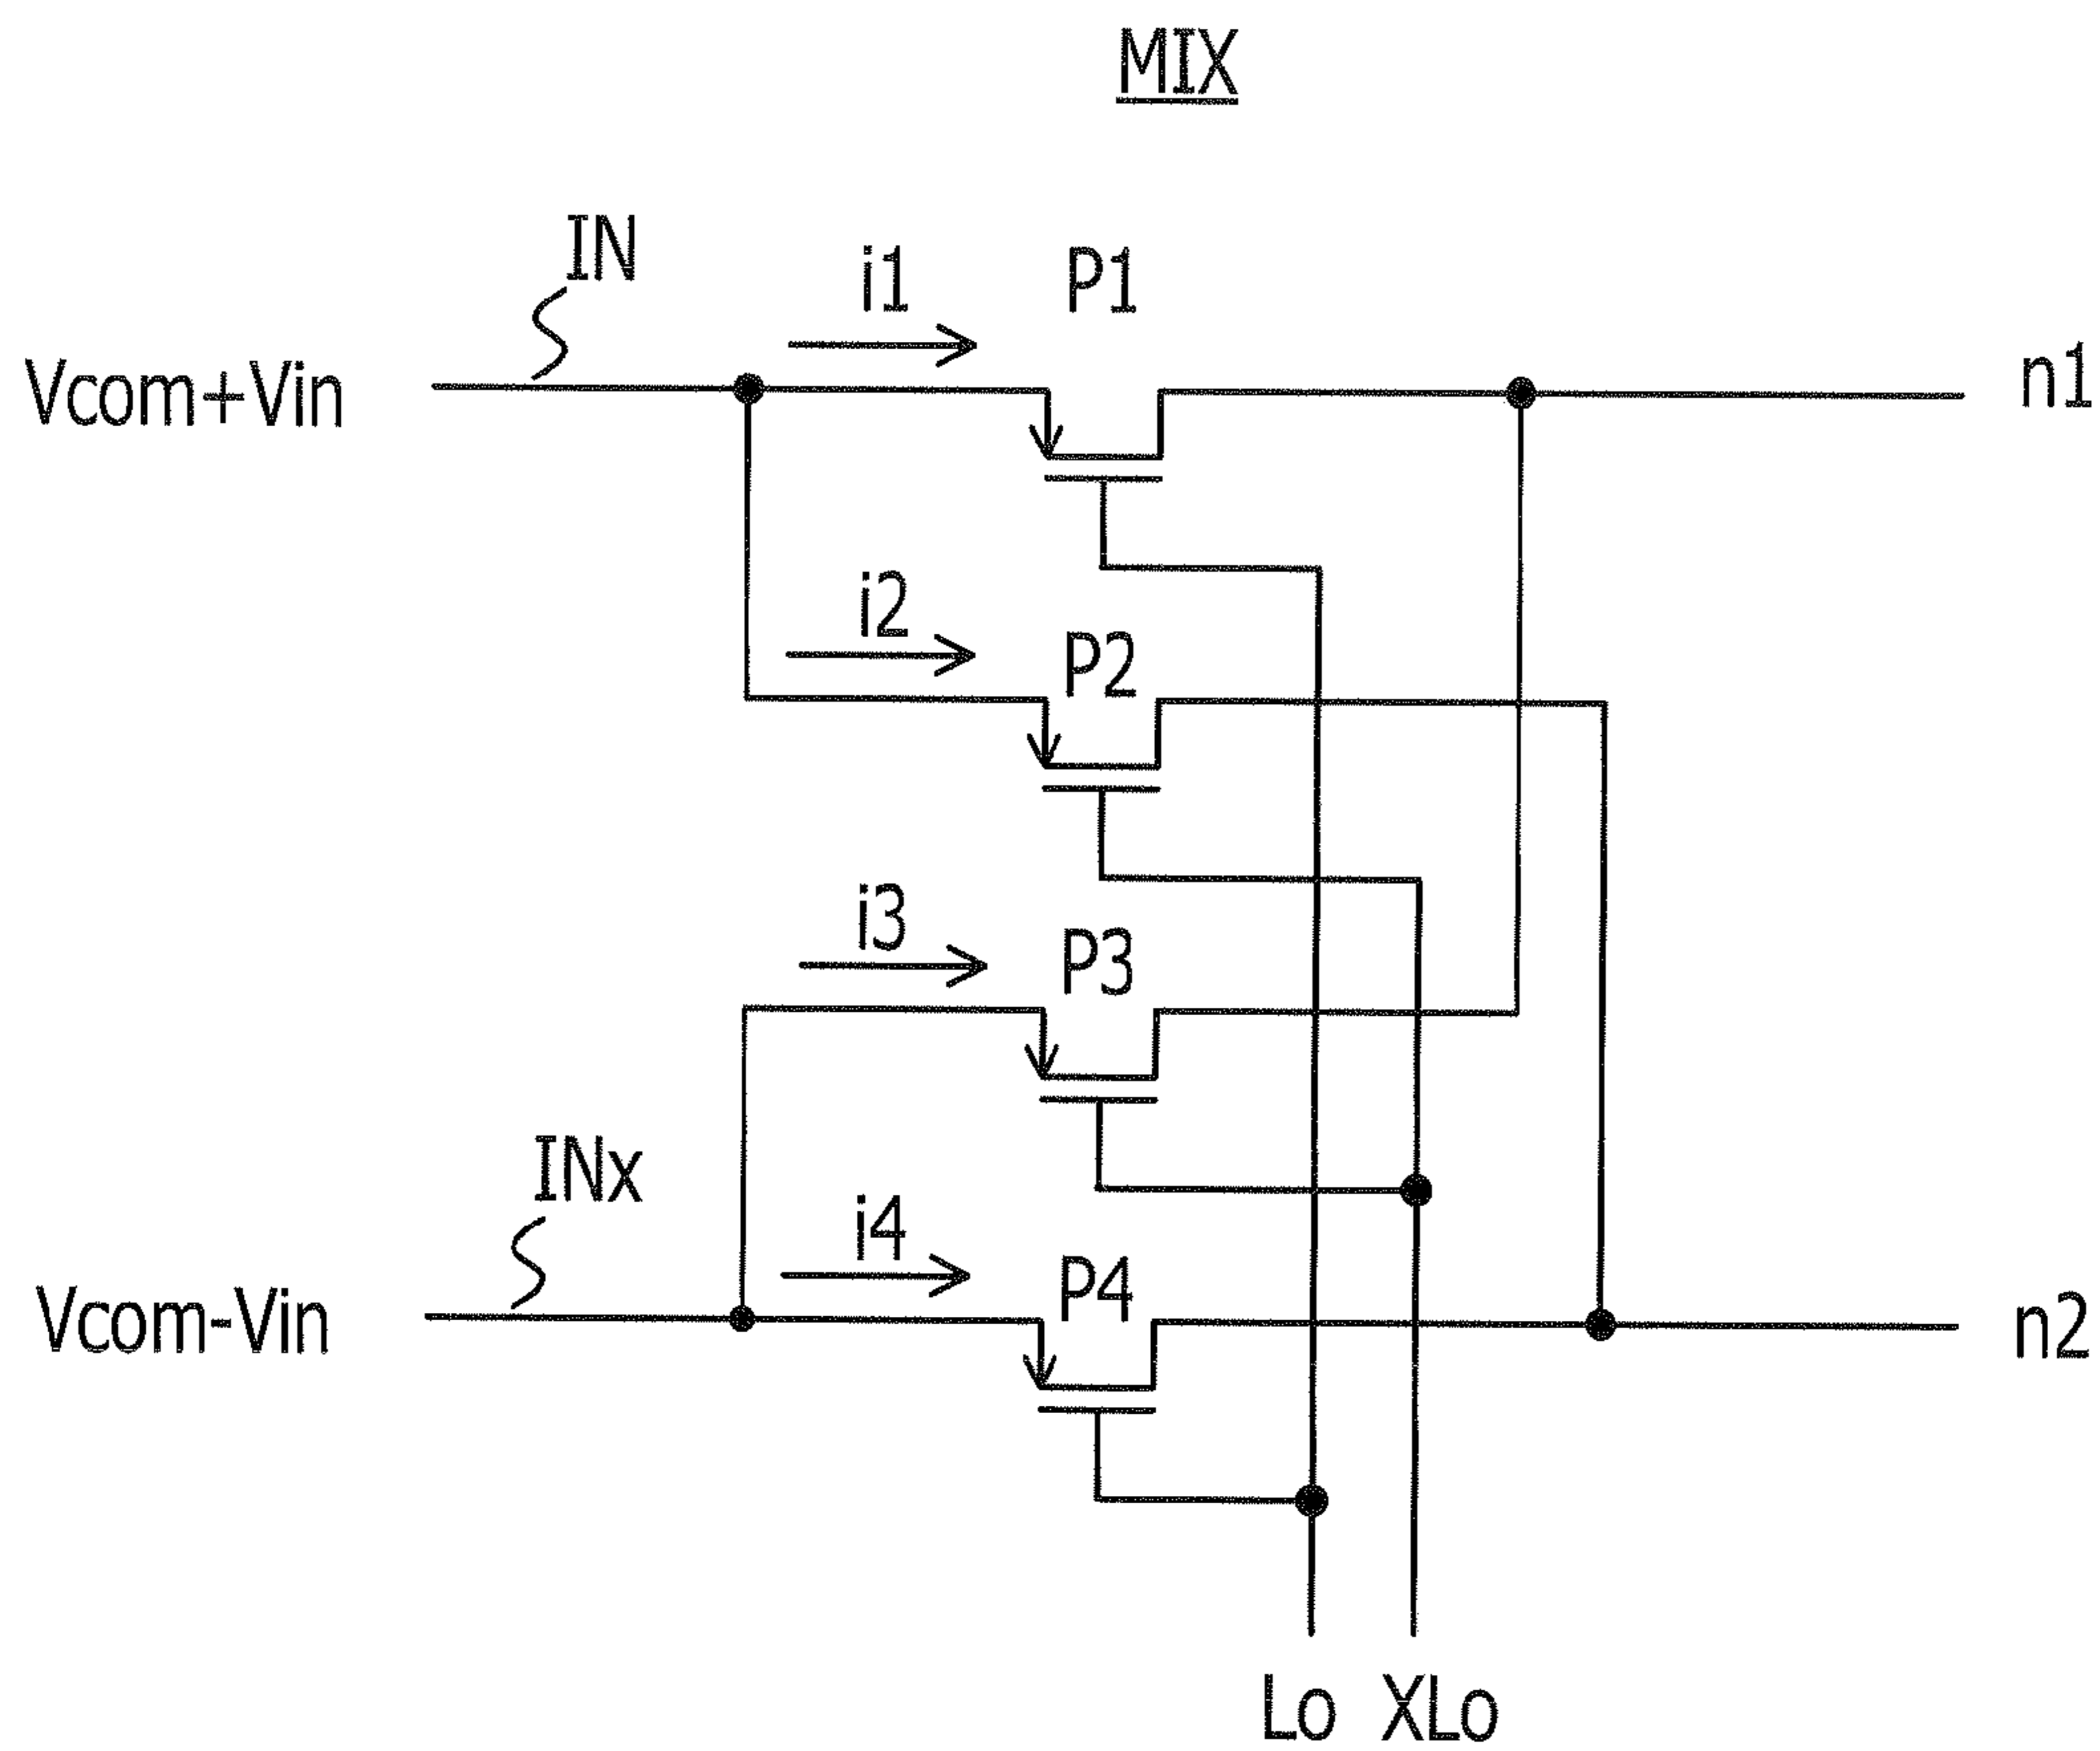 MIX
IN
i1
P1
Vcom+Vin
n1
i2
P2
i3
P3
INx
i4
P4
Vcom-Vin
n2
Lo
XLo